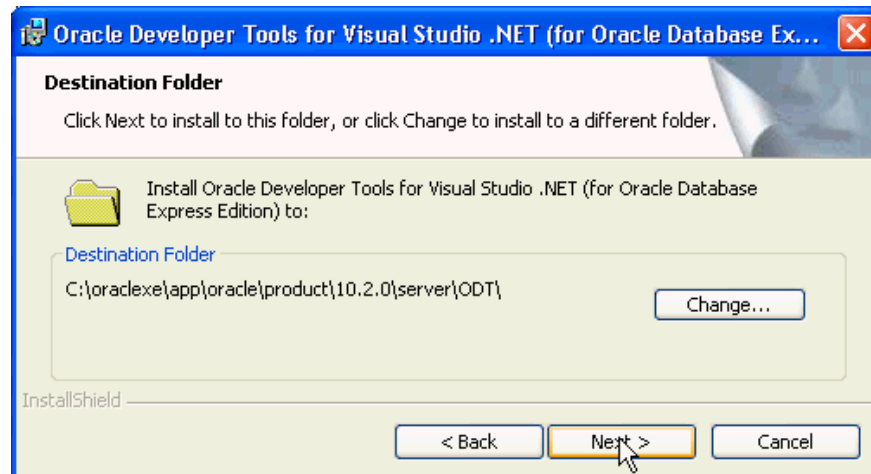 Oracle Developer Tools for Visual Studio .NET (for Oracle Database Ex...
Destination Folder
Click Next to install to this folder, or click Change to install to a different folder.
Install Oracle Developer Tools for Visual Studio .NET (for Oracle Database
Express Edition) to:
Destination Folder
C:\oraclexe\app\oracle\product\10.2.0\server\ODT\
Change...
InstallShield
< Back
Next >
Cancel